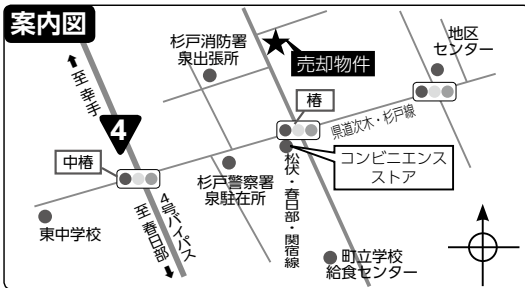 案内図
至 幸手
4
杉戸消防署
泉出張所
売却物件
地区
センター
椿
県道次木・杉戸線
中椿
コンビニエンス
ストア
杉戸警察署
泉駐在所
松伏・春日部・関宿線
東中学校
4号バイパス
至 春日部
町立学校
給食センター